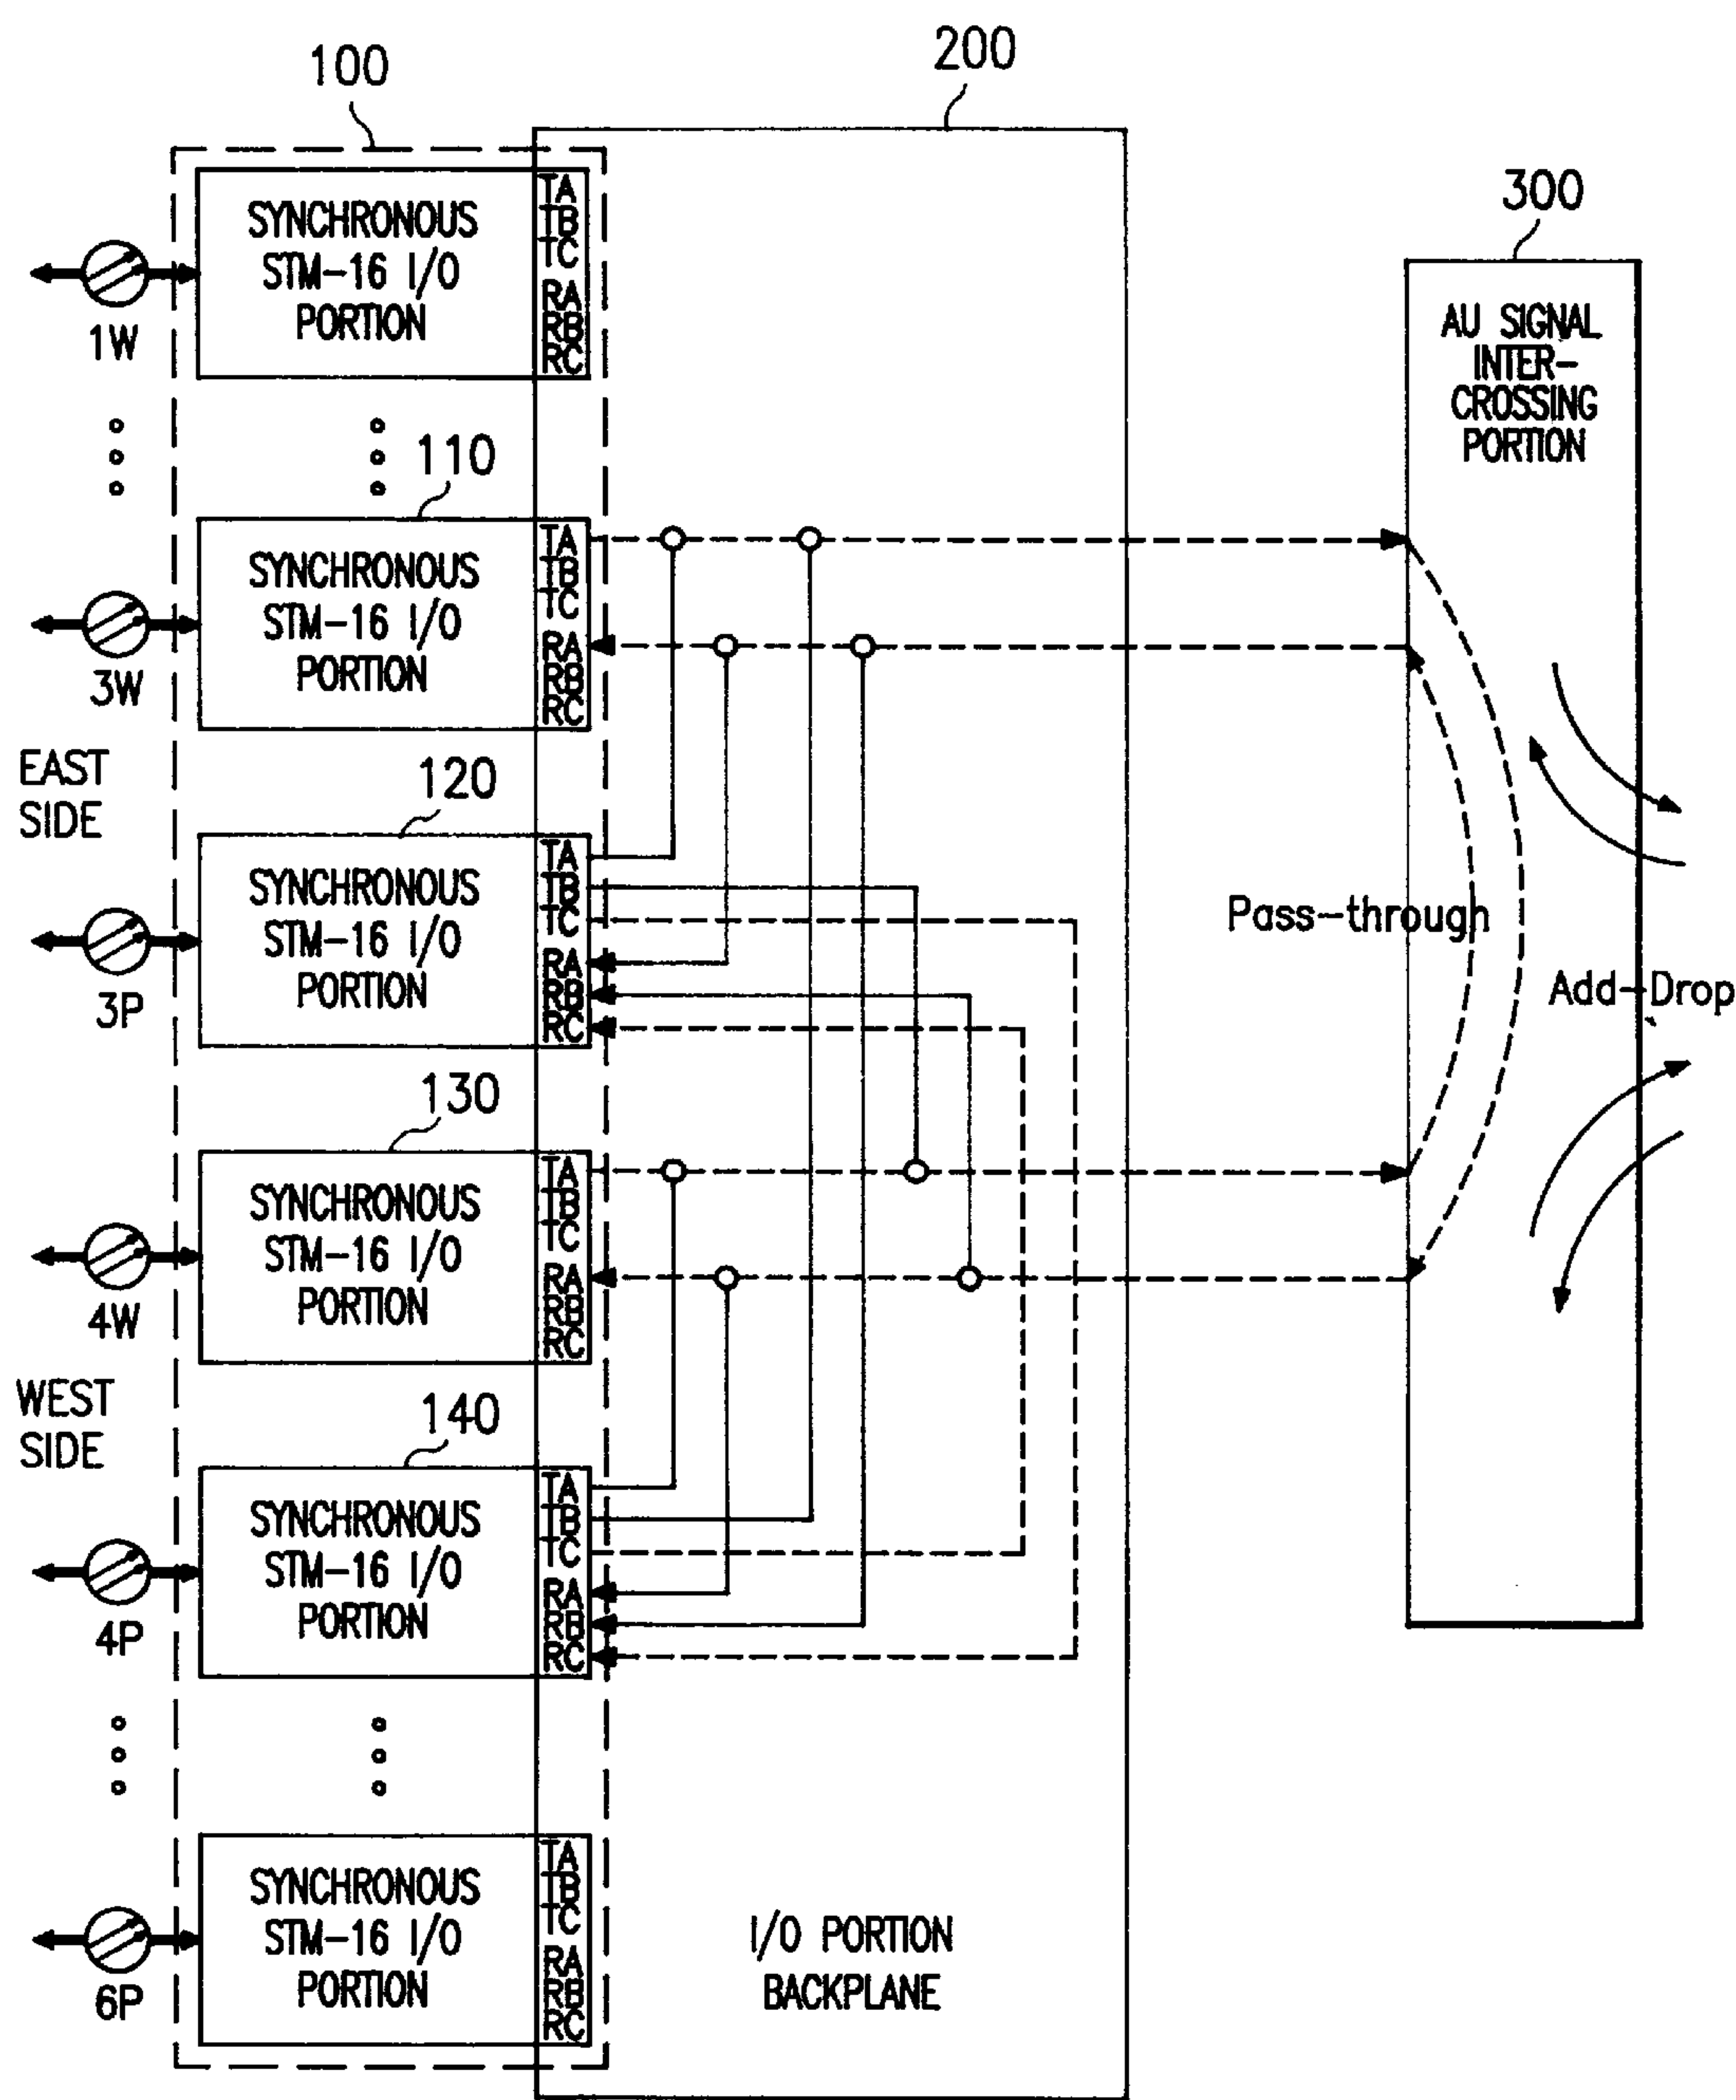 100
200
300
SYNCHRONOUS
STM-16 I/O
PORTION
TA
TB
TC
RA
RB
RC
1W
AU SIGNAL
INTER-
CROSSING
PORTION
110
SYNCHRONOUS
STM-16 I/O
PORTION
TA
TB
TC
RA
RB
RC
3W
EAST
SIDE
120
SYNCHRONOUS
STM-16 I/O
PORTION
TA
TB
TC
RA
RB
RC
3P
Pass-through
Add-Drop
130
SYNCHRONOUS
STM-16 I/O
PORTION
TA
TB
TC
RA
RB
RC
4W
WEST
SIDE
140
SYNCHRONOUS
STM-16 I/O
PORTION
TA
TB
TC
RA
RB
RC
4P
SYNCHRONOUS
STM-16 I/O
PORTION
TA
TB
TC
RA
RB
RC
6P
I/O PORTION
BACKPLANE